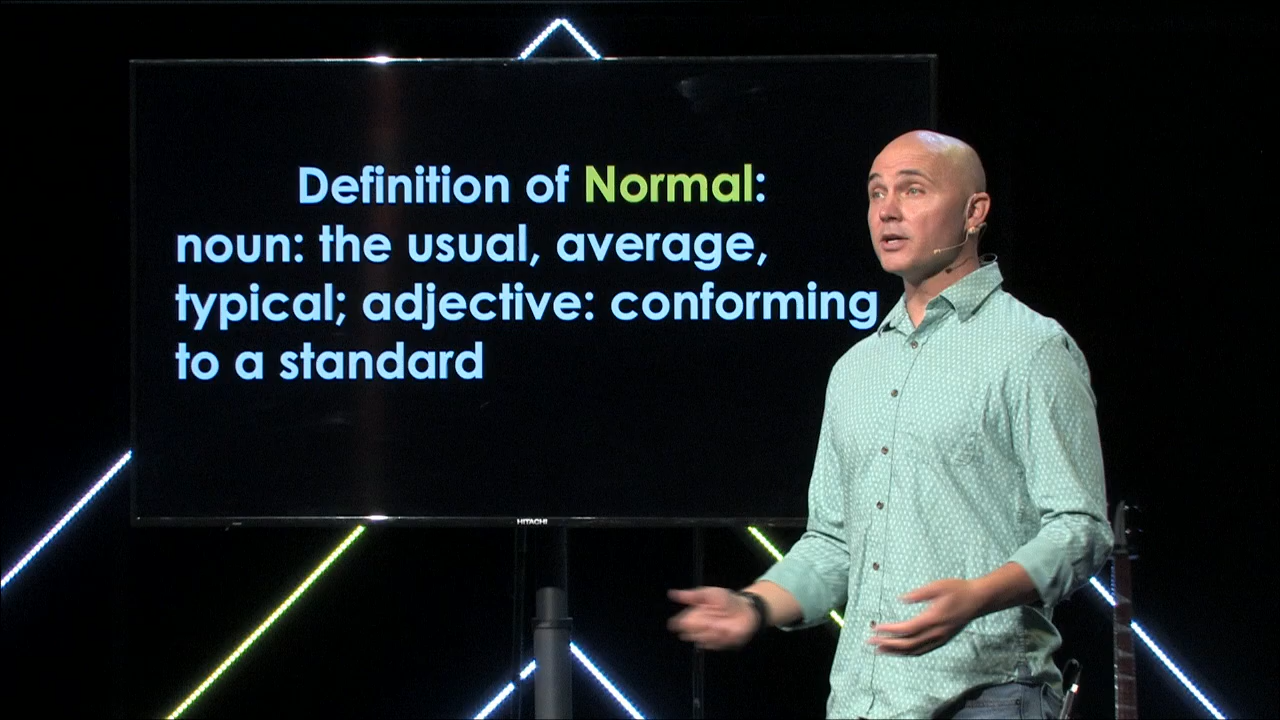 Definition of Normal:
noun: the usual, average,
typical; adjective: conforming
to a standard
HITACHI